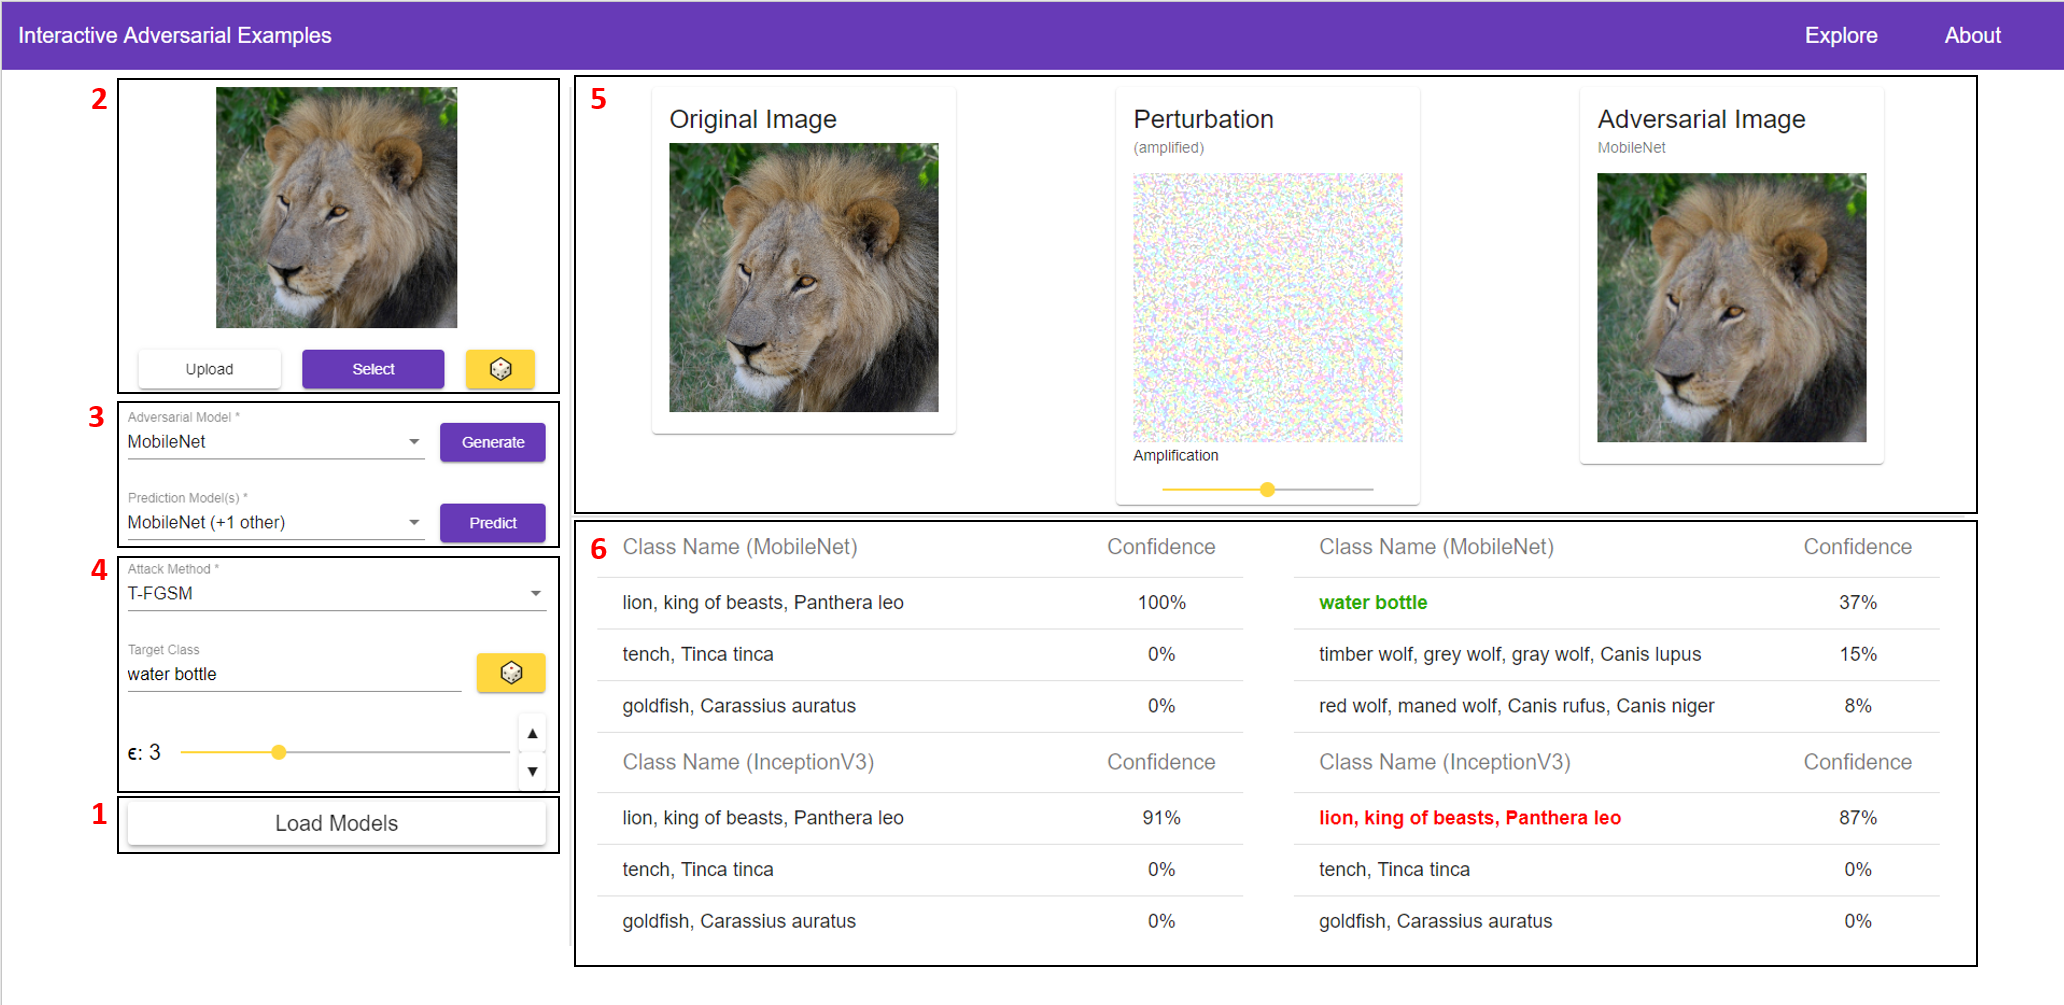 Interactive Adversarial Examples
Explore
About
2
Upload
Select
3
Adversarial Model *
MobileNet
Generate
Prediction Model(s) *
MobileNet (+1 other)
Predict
4
Attack Method *
T-FGSM
Target Class
water bottle
ϵ: 3
1
Load Models
5
Original Image
Perturbation
(amplified)
Amplification
Adversarial Image
MobileNet
6
Class Name (MobileNet) Confidence
lion, king of beasts, Panthera leo 100%
tench, Tinca tinca 0%
goldfish, Carassius auratus 0%
Class Name (InceptionV3) Confidence
lion, king of beasts, Panthera leo 91%
tench, Tinca tinca 0%
goldfish, Carassius auratus 0%
Class Name (MobileNet) Confidence
water bottle 37%
timber wolf, grey wolf, gray wolf, Canis lupus 15%
red wolf, maned wolf, Canis rufus, Canis niger 8%
Class Name (InceptionV3) Confidence
lion, king of beasts, Panthera leo 87%
tench, Tinca tinca 0%
goldfish, Carassius auratus 0%